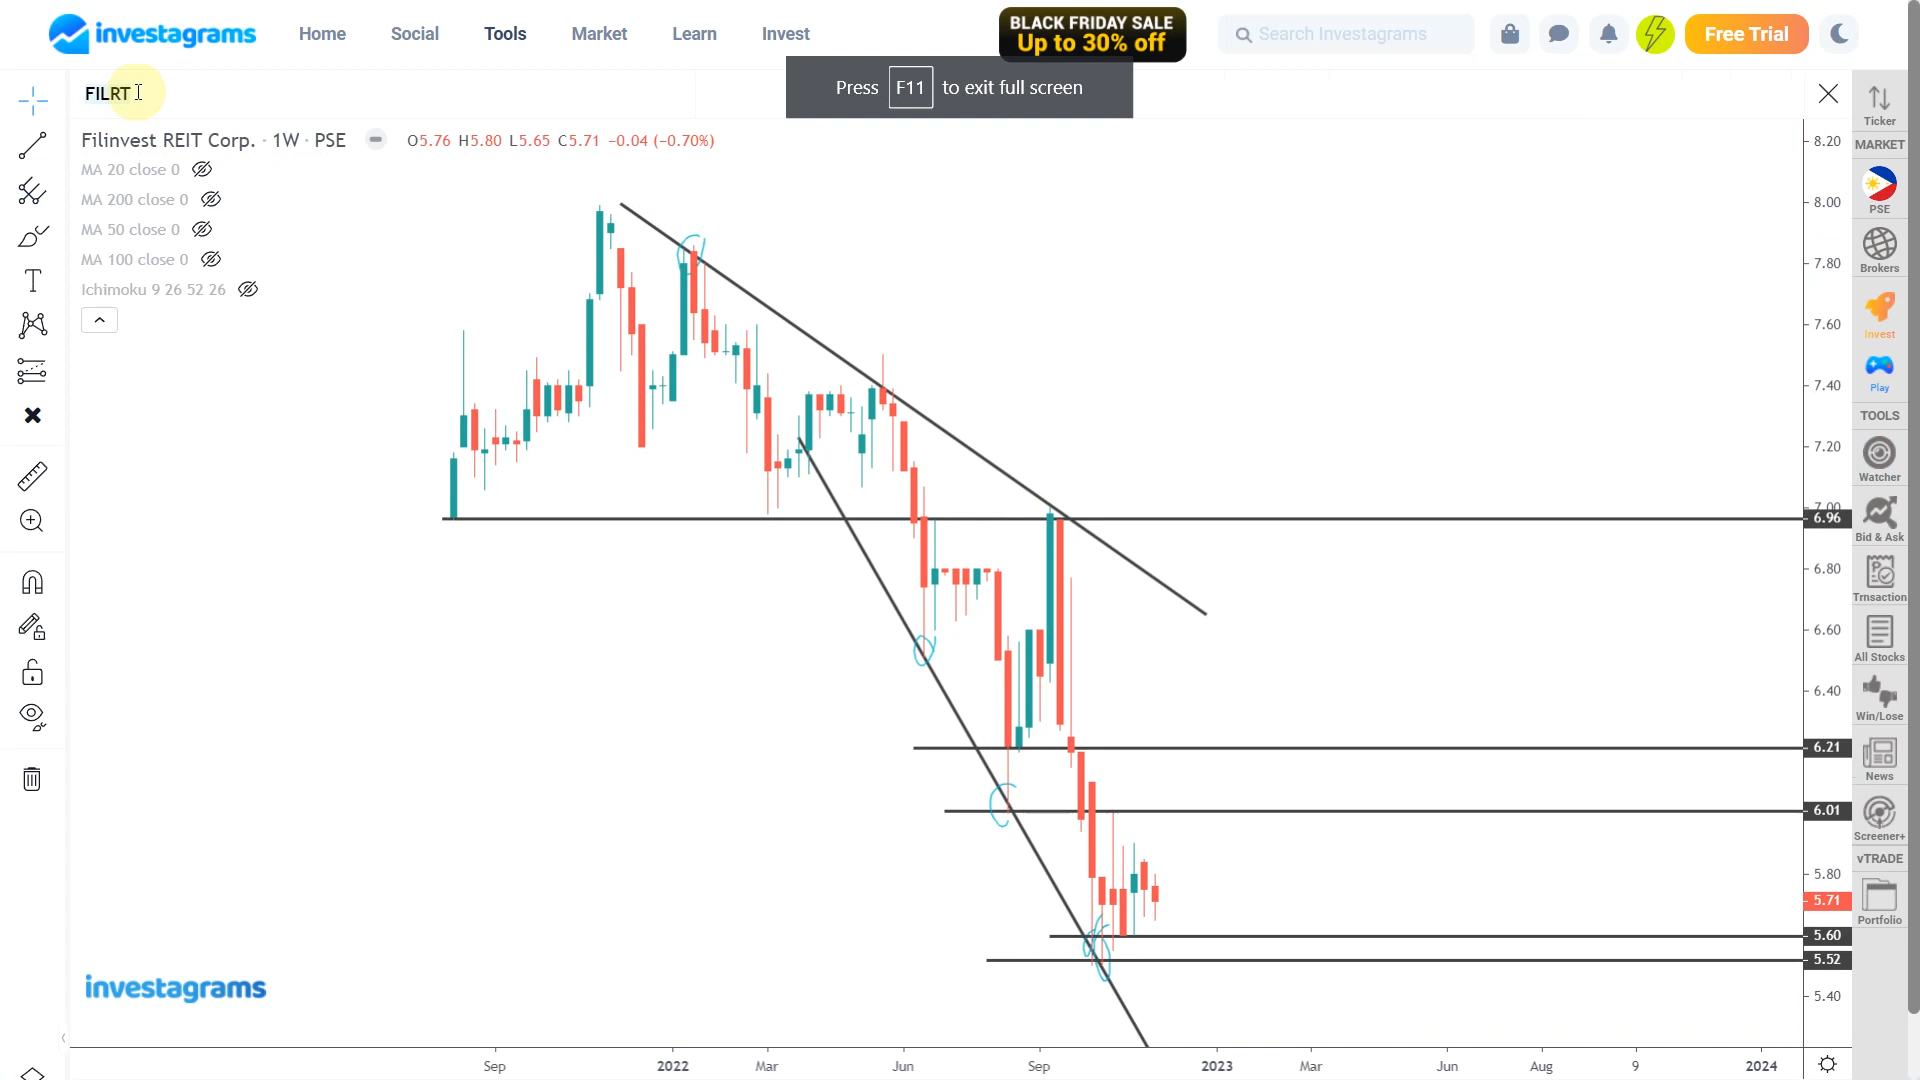 investagrams Home Social Tools Market Learn Invest
BLACK FRIDAY SALE
Up to 30% off
Search Investagrams
Free Trial
Press F11 to exit full screen
FILRT
Filinvest REIT Corp. · 1W · PSE O5.76 H5.80 L5.65 C5.71 −0.04 (−0.70%)
MA 20 close 0
MA 200 close 0
MA 50 close 0
MA 100 close 0
Ichimoku 9 26 52 26
8.20
8.00
7.80
7.60
7.40
7.20
7.00
6.96
6.80
6.60
6.40
6.21
6.01
5.80
5.71
5.60
5.52
5.40
investagrams
Sep 2022 Mar Jun Sep 2023 Mar Jun Aug 9 2024
Ticker
MARKET
PSE
Brokers
Invest
Play
TOOLS
Watcher
Bid & Ask
Trnsaction
All Stocks
Win/Lose
News
Screener+
vTRADE
Portfolio